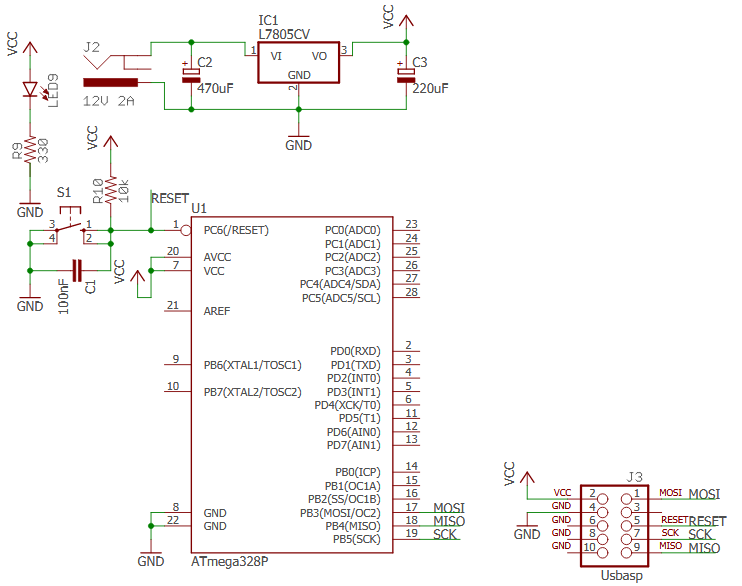 IC1
L7805CV
VCC
VCC
J2
1
VI
VO
3
GND
2
C2
470uF
C3
220uF
LED9
12V 2A
GND
R9
330
VCC
R10
10k
GND
S1
3
1
4
2
RESET
U1
VCC
C1
100nF
GND
1
PC6(/RESET)
20
AVCC
7
VCC
21
AREF
9
PB6(XTAL1/TOSC1)
10
PB7(XTAL2/TOSC2)
8
GND
22
GND
GND
ATmega328P
PC0(ADC0)
23
PC1(ADC1)
24
PC2(ADC2)
25
PC3(ADC3)
26
PC4(ADC4/SDA)
27
PC5(ADC5/SCL)
28
PD0(RXD)
2
PD1(TXD)
3
PD2(INT0)
4
PD3(INT1)
5
PD4(XCK/T0)
6
PD5(T1)
11
PD6(AIN0)
12
PD7(AIN1)
13
PB0(ICP)
14
PB1(OC1A)
15
PB2(SS/OC1B)
16
PB3(MOSI/OC2)
17
MOSI
PB4(MISO)
18
MISO
PB5(SCK)
19
SCK
J3
VCC
VCC 2 1 MOSI MOSI
GND 4 3
GND 6 5 RESET RESET
GND 8 7 SCK SCK
GND 10 9 MISO MISO
GND
Usbasp